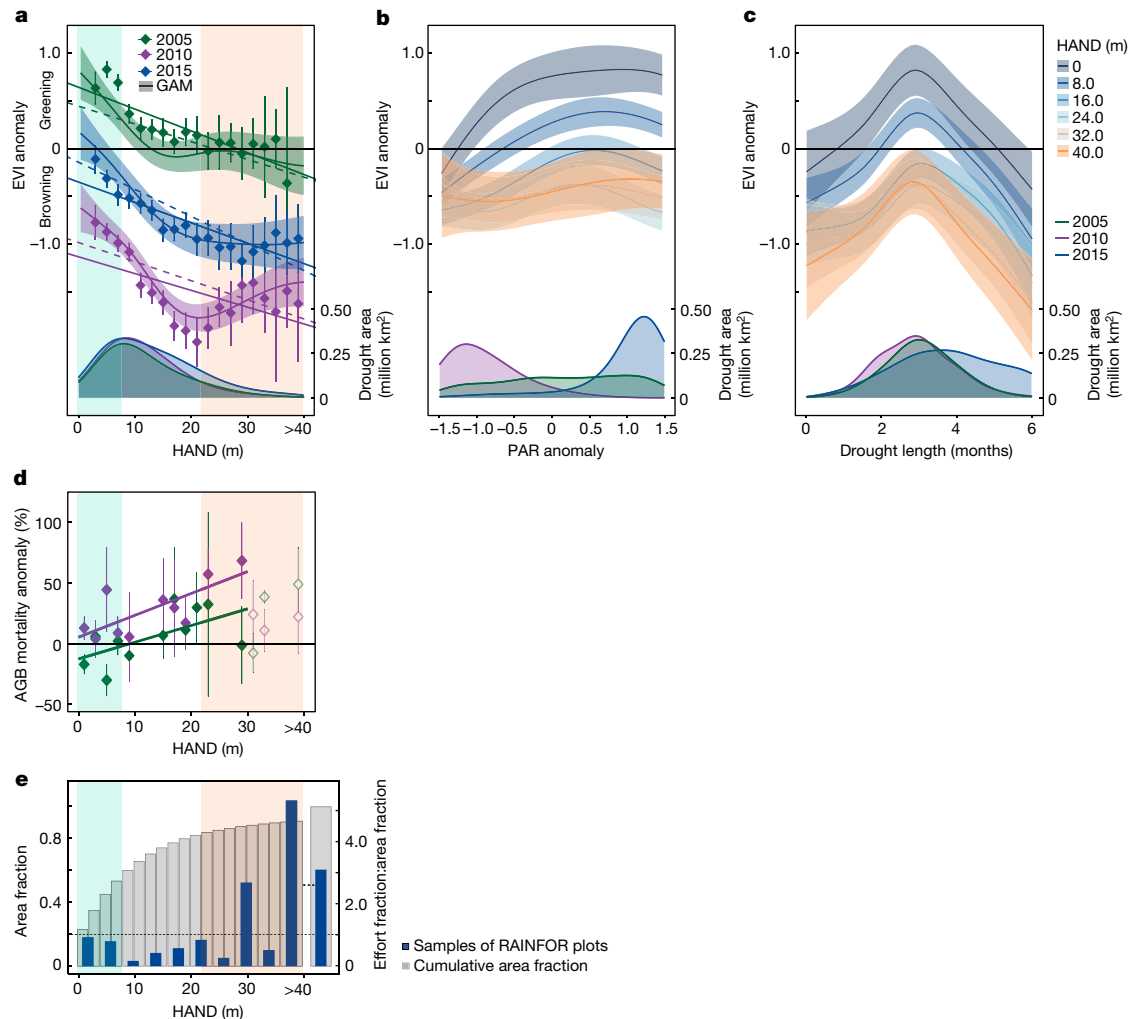 a
EVI anomaly
Browning
Greening
1.0
0
−1.0
2005
2010
2015
GAM
0.50
0.25
0
Drought area
(million km²)
0
10
20
30
>40
HAND (m)
b
EVI anomaly
1.0
0
−1.0
0.50
0.25
0
Drought area
(million km²)
−1.5
−1.0
−0.5
0
0.5
1.0
1.5
PAR anomaly
c
EVI anomaly
1.0
0
−1.0
0.50
0.25
0
Drought area
(million km²)
0
2
4
6
Drought length (months)
HAND (m)
0
8.0
16.0
24.0
32.0
40.0
2005
2010
2015
d
AGB mortality anomaly (%)
100
50
0
−50
0
10
20
30
>40
HAND (m)
e
Area fraction
0.8
0.4
0
4.0
2.0
0
Effort fraction:area fraction
0
10
20
30
>40
HAND (m)
Samples of RAINFOR plots
Cumulative area fraction